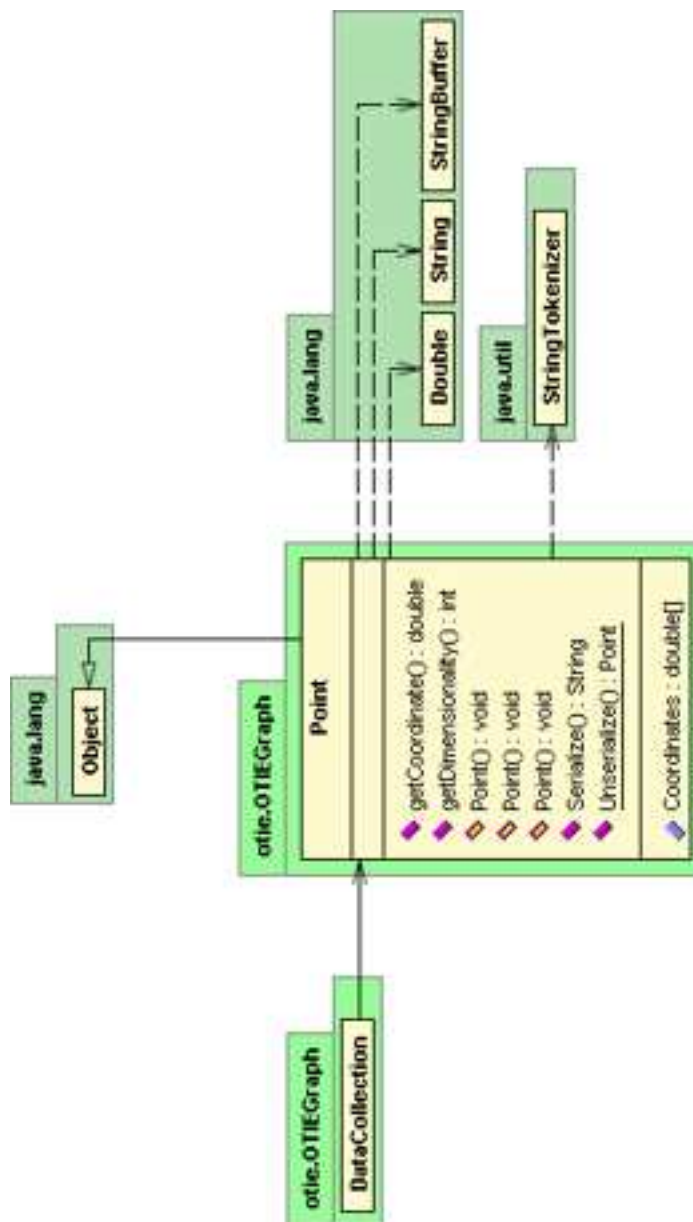 java.lang
Object
otie.OTIEGraph
DataCollection
otie.OTIEGraph
Point
getCoordinate() : double
getDimensionality() : int
Point() : void
Point() : void
Point() : void
Serialize() : String
Unserialize() : Point
Coordinates : double[]
java.lang
Double
String
StringBuffer
java.util
StringTokenizer